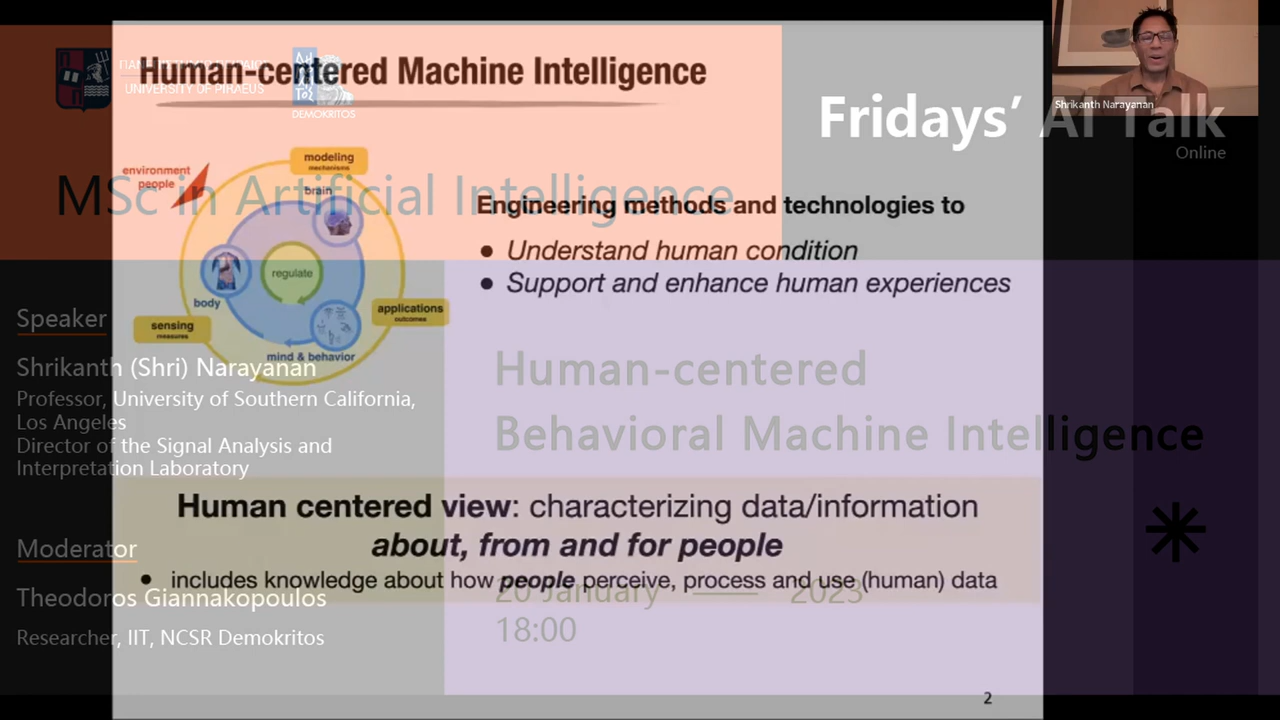 Human-centered Machine Intelligence
ΠΑΝΕΠΙΣΤΗΜΙΟ ΠΕΙΡΑΙΩΣ
UNIVERSITY OF PIRAEUS
DEMOKRITOS
Shrikanth Narayanan
Fridays’ AI Talk
Online
MSc in Artificial Intelligence
environment
people
modeling
mechanisms
brain
regulate
body
applications
outcomes
sensing
measures
mind & behavior
Engineering methods and technologies to
• Understand human condition
• Support and enhance human experiences
Speaker
Shrikanth (Shri) Narayanan
Professor, University of Southern California,
Los Angeles
Director of the Signal Analysis and
Interpretation Laboratory
Human-centered
Behavioral Machine Intelligence
Human centered view: characterizing data/information
about, from and for people
• includes knowledge about how people perceive, process and use (human) data
Moderator
Theodoros Giannakopoulos
Researcher, IIT, NCSR Demokritos
20 January 2023
18:00
2